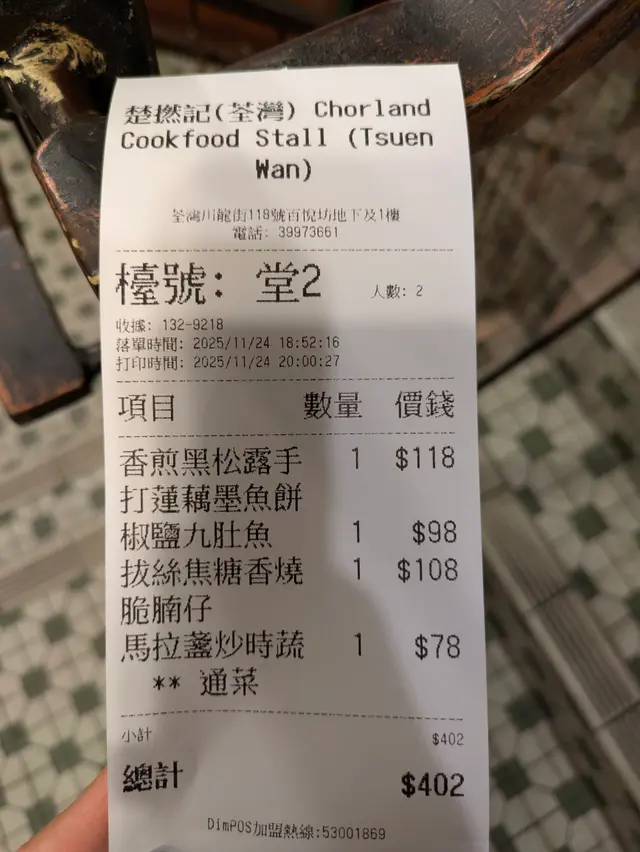 楚撚記(荃灣) Chorland
Cookfood Stall (Tsuen
Wan)
荃灣川龍街118號百悅坊地下及1樓
電話: 39973661
檯號: 堂2 人數: 2
收據: 132-9218
落單時間: 2025/11/24 18:52:16
打印時間: 2025/11/24 20:00:27
項目 數量 價錢
香煎黑松露手 1 $118
打蓮藕墨魚餅
椒鹽九肚魚 1 $98
拔絲焦糖香燒 1 $108
脆腩仔
馬拉盞炒時蔬 1 $78
** 通菜
小計 $402
總計 $402
DimPOS加盟熱線:53001869